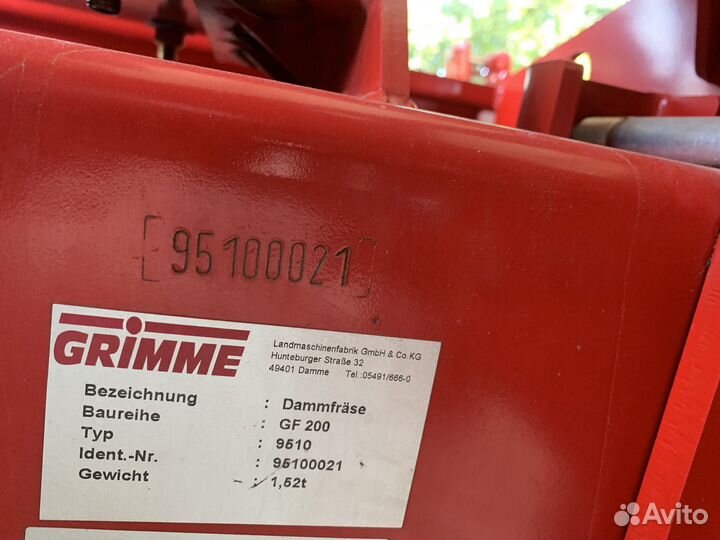 [95100021]
GRIMME
Landmaschinenfabrik GmbH & Co KG
Hunteburger Straße 32
49401 Damme Tel.:05491/666-0
Bezeichnung : Dammfräse
Baureihe : GF 200
Typ : 9510
Ident.-Nr. : 95100021
Gewicht : 1,52t
Avito